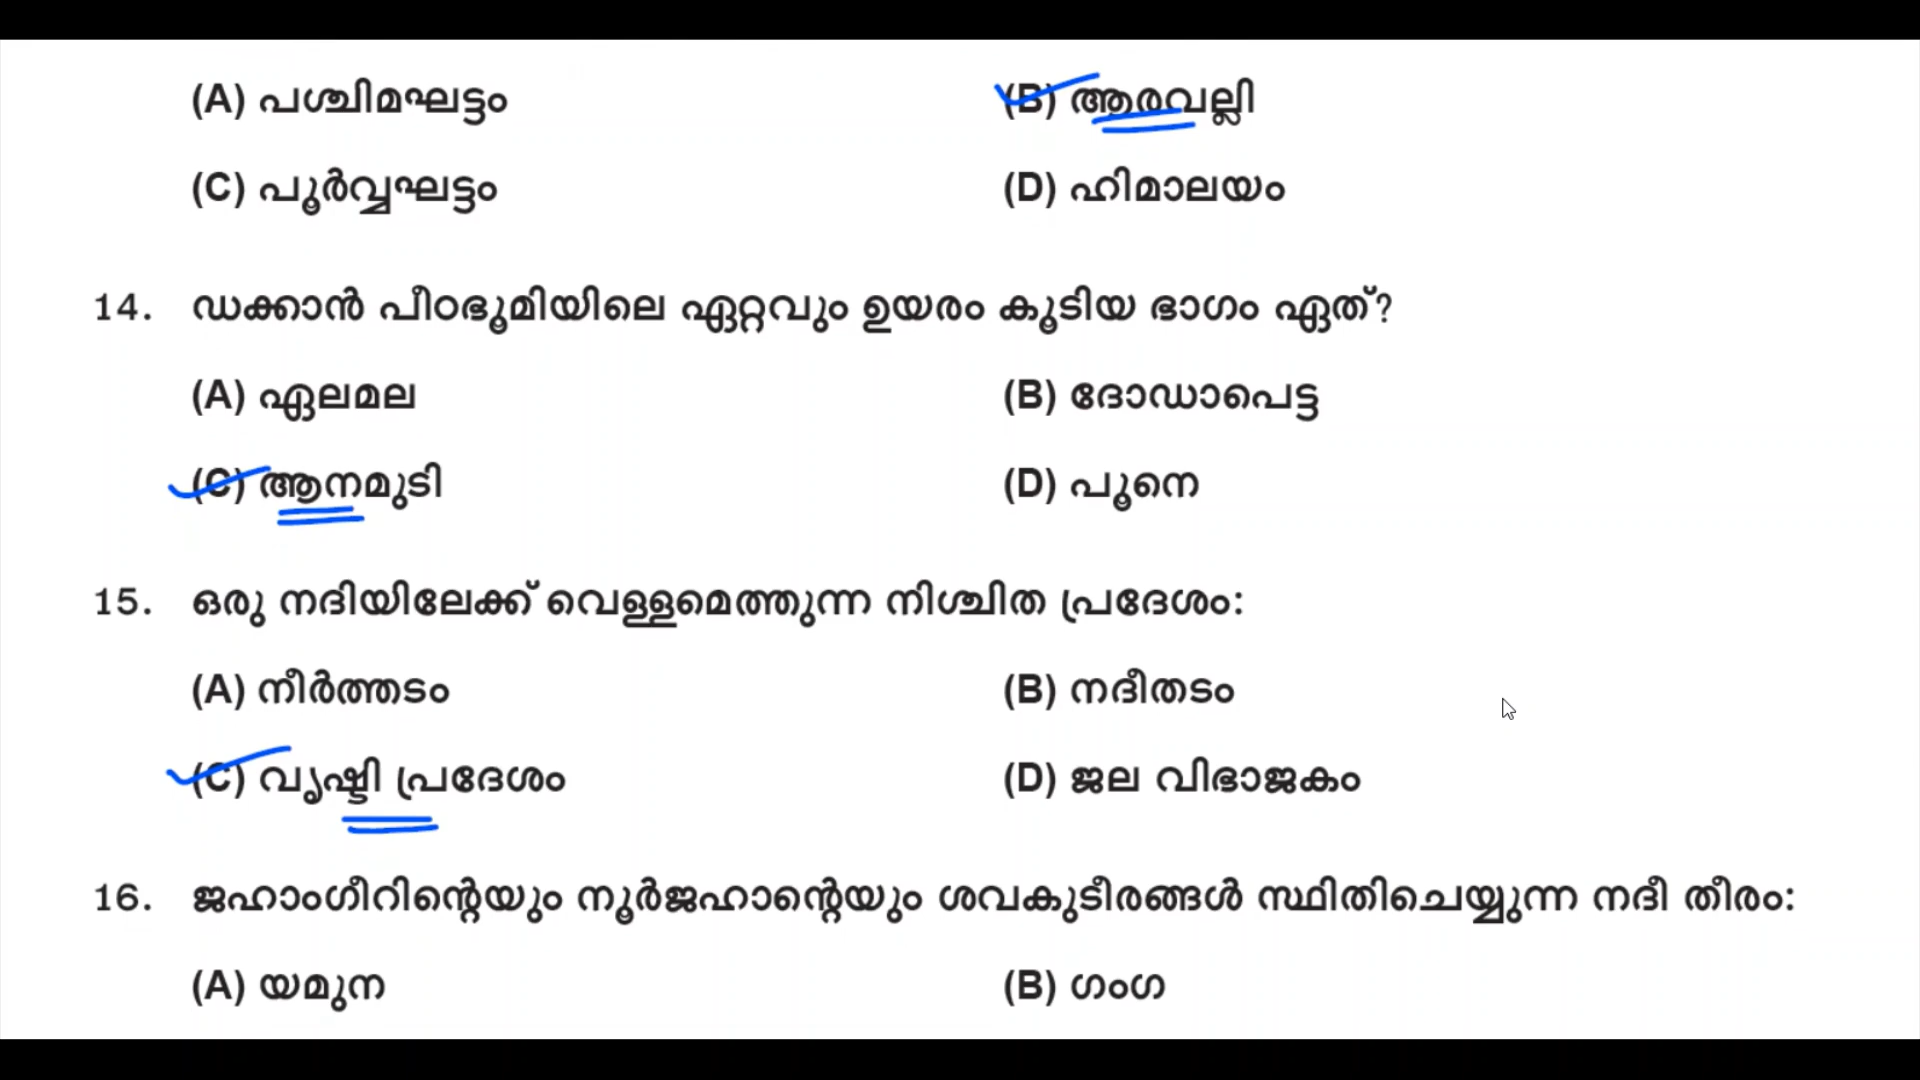 (A) പശ്ചിമഘട്ടം (B) ആരവല്ലി
(C) പൂർവ്വഘട്ടം (D) ഹിമാലയം
14. ഡക്കാൻ പീഠഭൂമിയിലെ ഏറ്റവും ഉയരം കൂടിയ ഭാഗം ഏത്?
(A) ഏലമല (B) ദോഡാപെട്ട
(C) ആനമുടി (D) പൂനെ
15. ഒരു നദിയിലേക്ക് വെള്ളമെത്തുന്ന നിശ്ചിത പ്രദേശം:
(A) നീർത്തടം (B) നദീതടം
(C) വൃഷ്ടി പ്രദേശം (D) ജല വിഭാജകം
16. ജഹാംഗീറിന്റെയും നൂർജഹാന്റെയും ശവകുടീരങ്ങൾ സ്ഥിതിചെയ്യുന്ന നദീ തീരം:
(A) യമുന (B) ഗംഗ